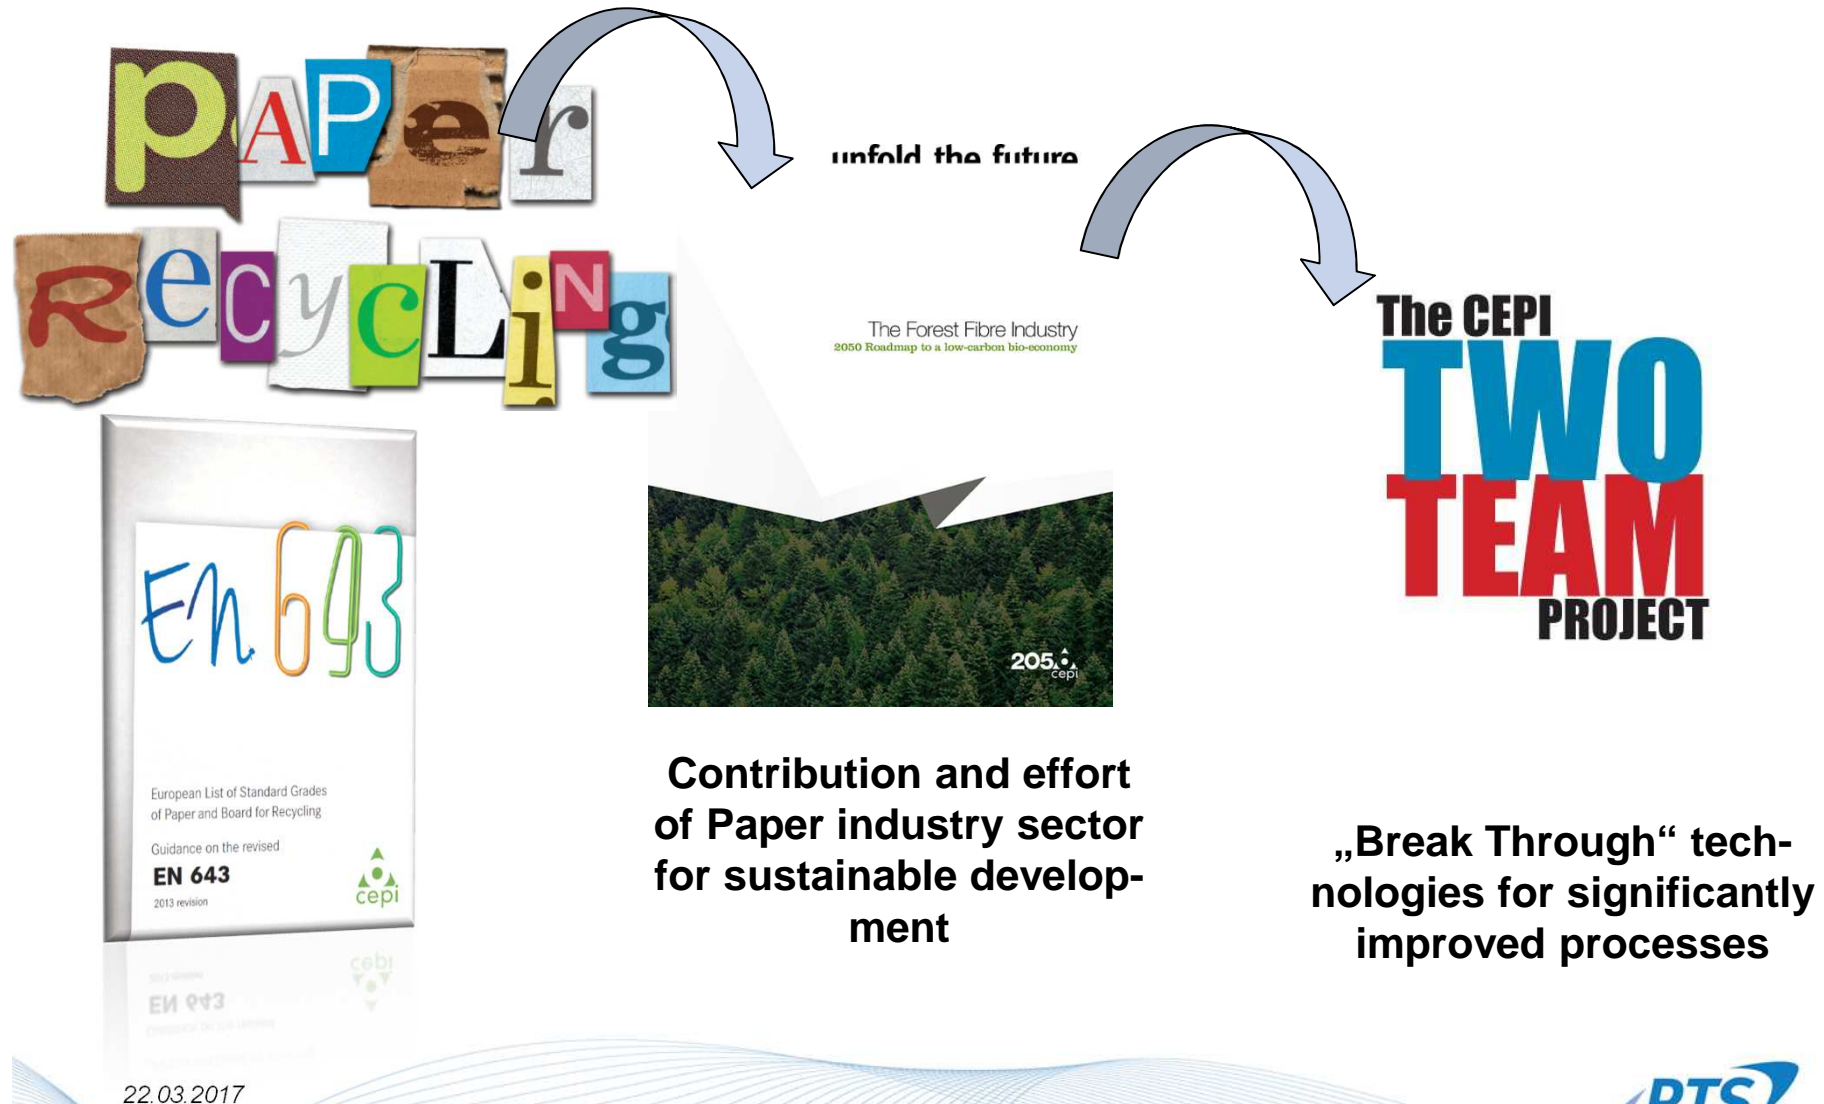 PAPer
ReCycLiNg
unfold the future
The Forest Fibre Industry
2050 Roadmap to a low-carbon bio-economy
205
cepi
The CEPI
TWO
TEAM
PROJECT
En 643
European List of Standard Grades
of Paper and Board for Recycling
Guidance on the revised
EN 643
2013 revision
cepi
Contribution and effort
of Paper industry sector
for sustainable develop-
ment
„Break Through“ tech-
nologies for significantly
improved processes
22.03.2017
PTS